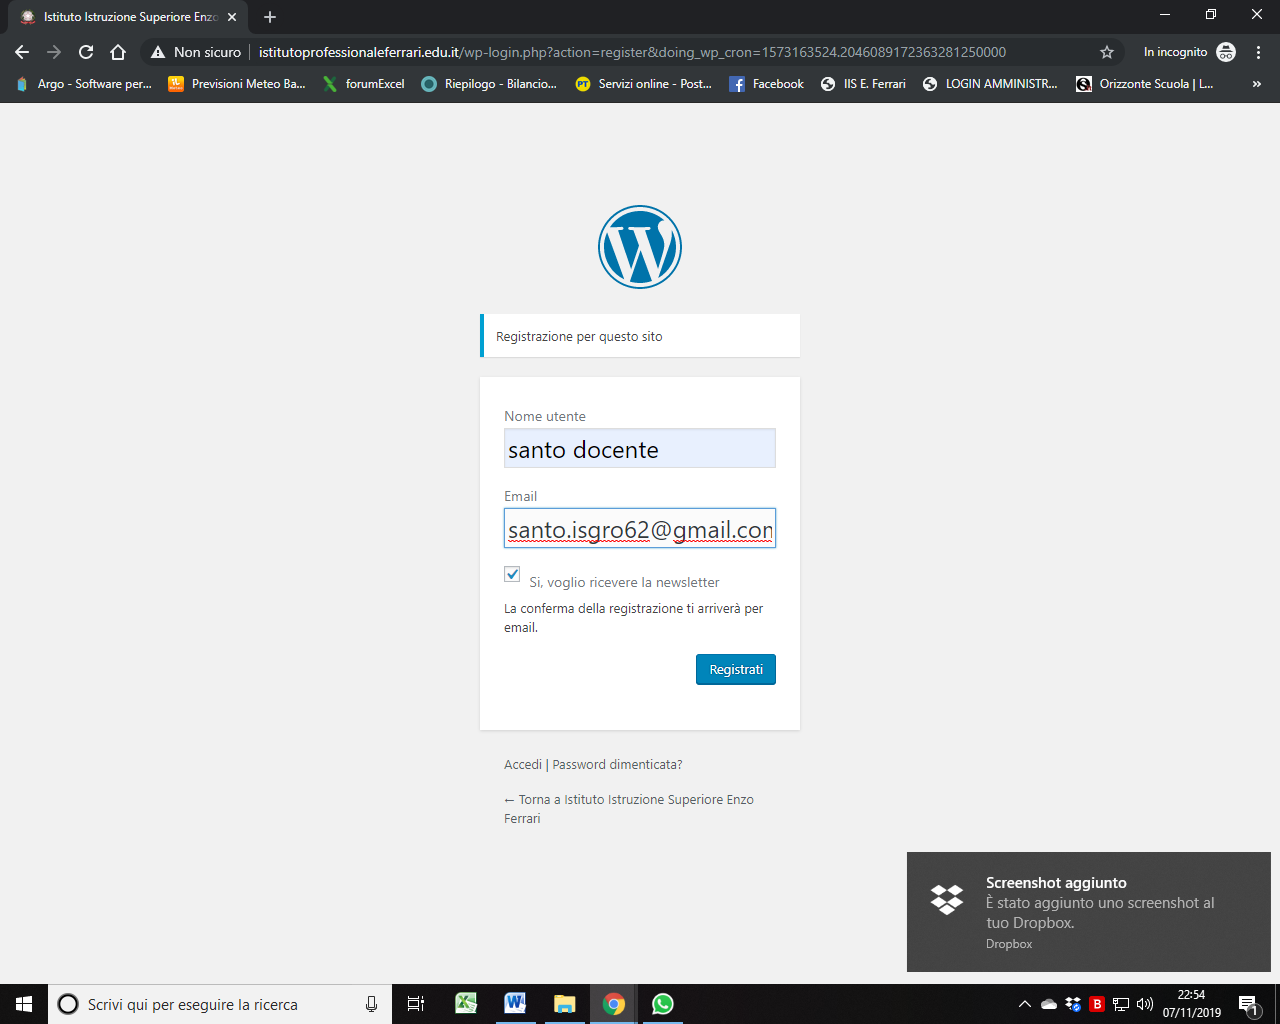 Istituto Istruzione Superiore Enzo
Non sicuro
istitutoprofessionaleferrari.edu.it/wp-login.php?action=register&doing_wp_cron=1573163524.2046089172363281250000
In incognito
Argo - Software per...
Previsioni Meteo Ba...
forumExcel
Riepilogo - Bilancio...
PT
Servizi online - Post...
Facebook
IIS E. Ferrari
LOGIN AMMINISTR...
Orizzonte Scuola | L...
»
Registrazione per questo sito
Nome utente
santo docente
Email
santo.isgro62@gmail.com
Si, voglio ricevere la newsletter
La conferma della registrazione ti arriverà per
email.
Registrati
Accedi | Password dimenticata?
← Torna a Istituto Istruzione Superiore Enzo
Ferrari
Screenshot aggiunto
È stato aggiunto uno screenshot al
tuo Dropbox.
Dropbox
Scrivi qui per eseguire la ricerca
22:54
07/11/2019
1